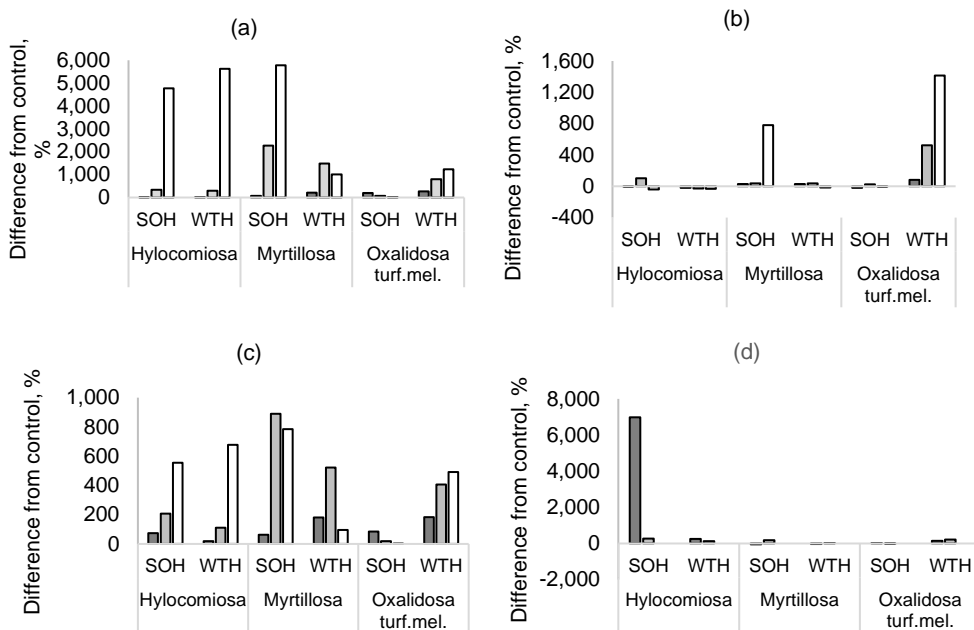 (a)
Difference from control,
%
6,000
5,000
4,000
3,000
2,000
1,000
0
SOH WTH SOH WTH SOH WTH
Hylocomiosa Myrtillosa Oxalidosa
turf.mel.
(b)
Difference from control, %
1,600
1,200
800
400
0
-400
SOH WTH SOH WTH SOH WTH
Hylocomiosa Myrtillosa Oxalidosa
turf.mel.
(c)
Difference from control, %
1,000
800
600
400
200
0
SOH WTH SOH WTH SOH WTH
Hylocomiosa Myrtillosa Oxalidosa
turf.mel.
(d)
Difference from control, %
8,000
6,000
4,000
2,000
0
-2,000
SOH WTH SOH WTH SOH WTH
Hylocomiosa Myrtillosa Oxalidosa
turf.mel.